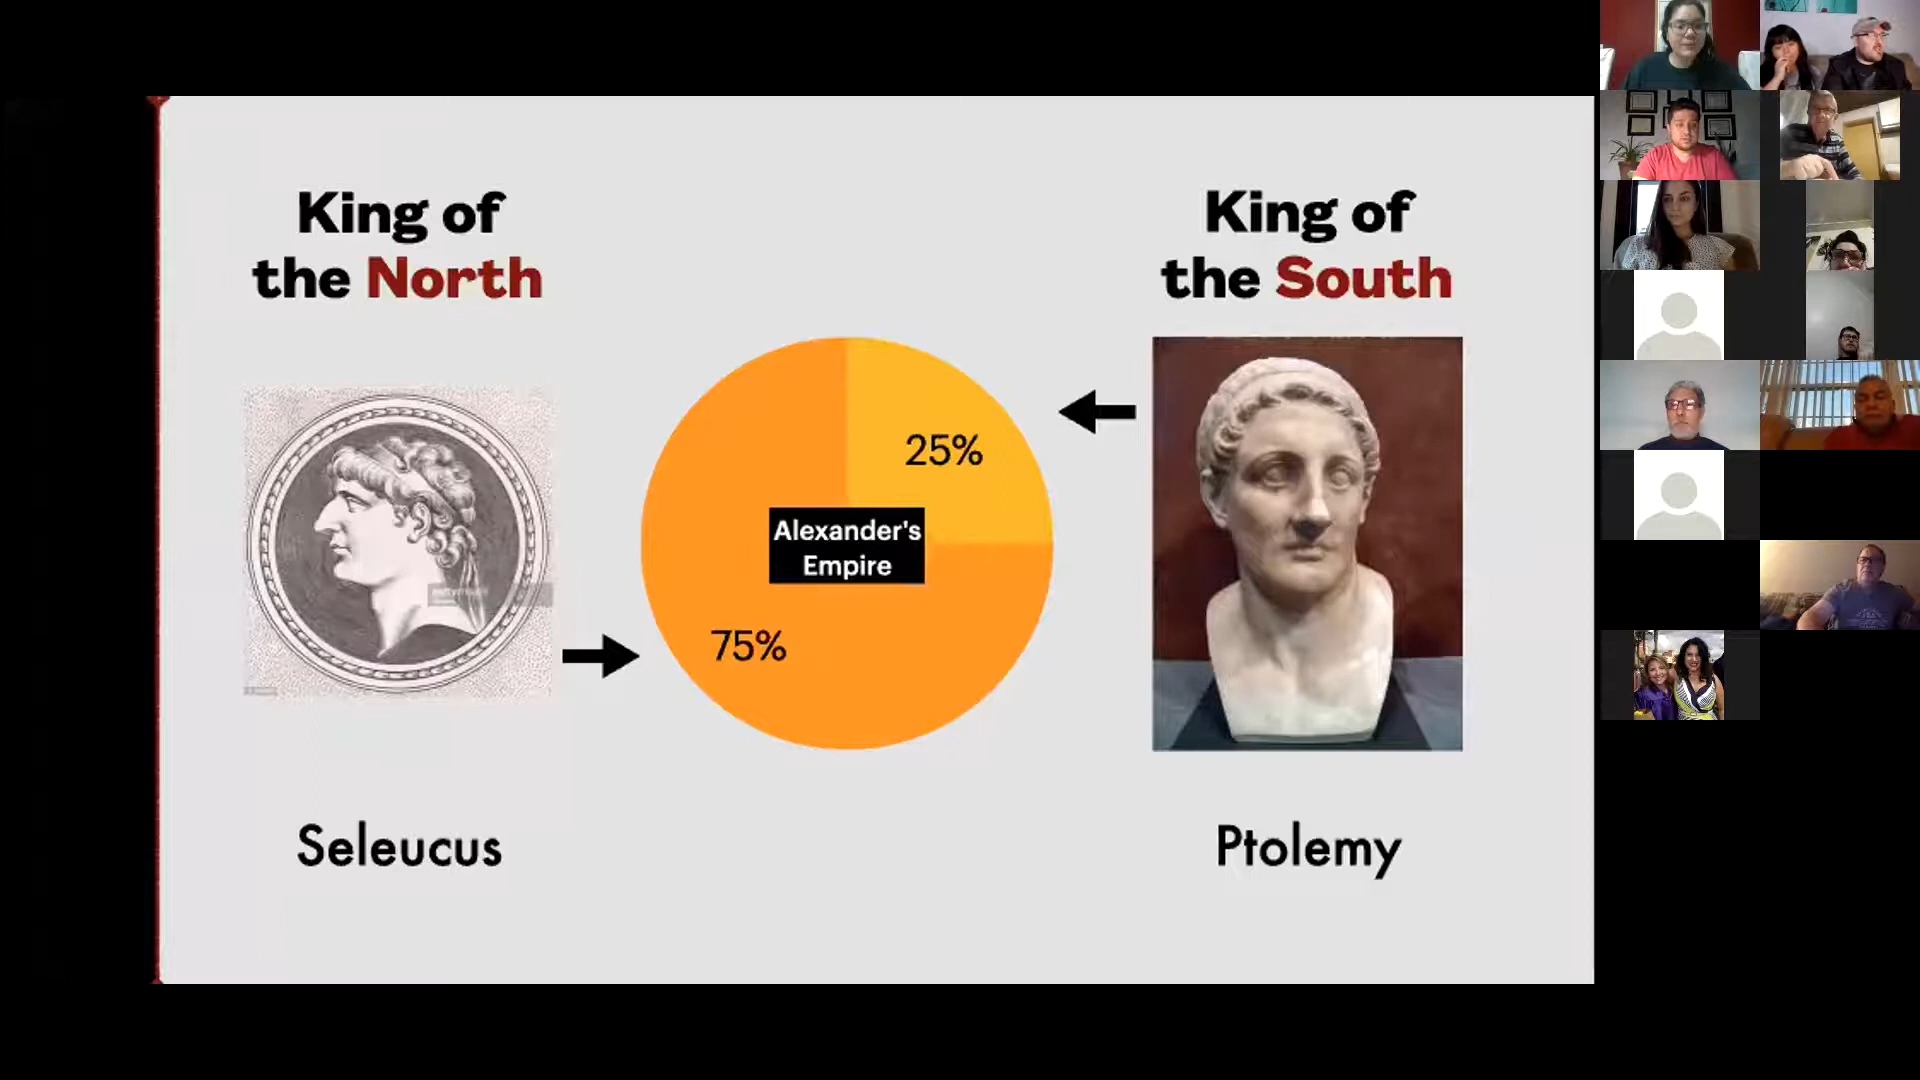 King of
the North
King of
the South
25%
Alexander's
Empire
75%
Seleucus
Ptolemy